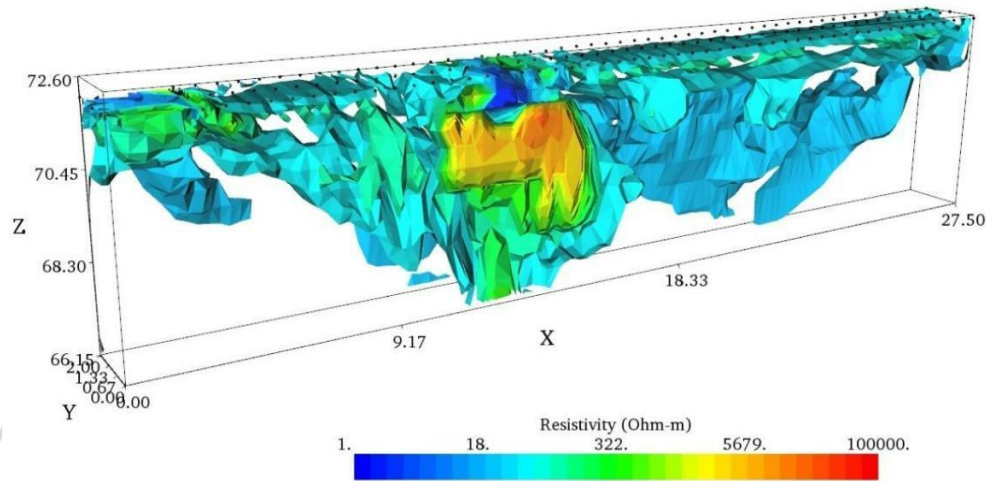 72.60
70.45
Z
68.30
66.15
2.00
1.33
0.67
0.00
Y
0.00
9.17
X
18.33
27.50
Resistivity (Ohm-m)
1. 18. 322. 5679. 100000.